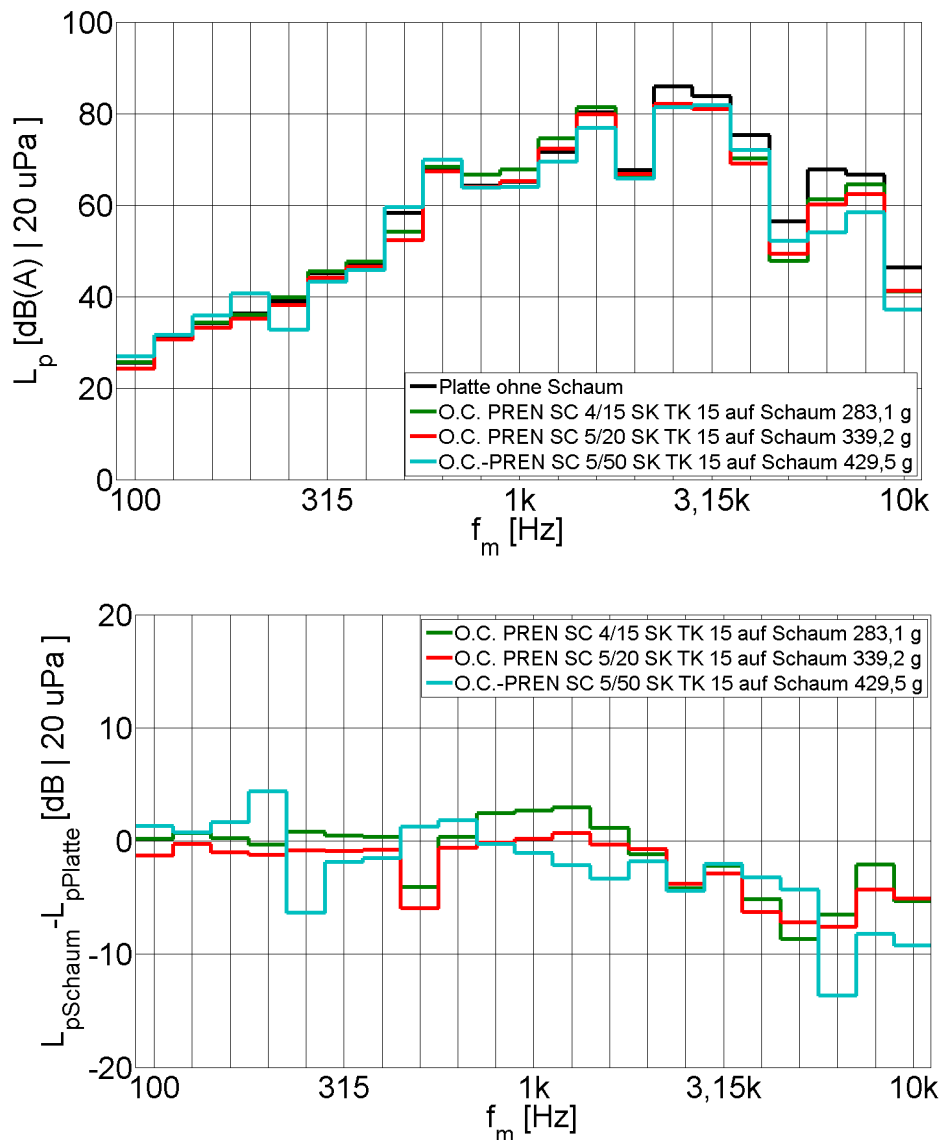 100
80
60
40
20
0
L_p [dB(A) | 20 uPa]
Platte ohne Schaum
O.C. PREN SC 4/15 SK TK 15 auf Schaum 283,1 g
O.C. PREN SC 5/20 SK TK 15 auf Schaum 339,2 g
O.C.-PREN SC 5/50 SK TK 15 auf Schaum 429,5 g
100 315 1k 3,15k 10k
f_m [Hz]
20
10
0
-10
-20
L_pSchaum-L_pPlatte [dB | 20 uPa]
O.C. PREN SC 4/15 SK TK 15 auf Schaum 283,1 g
O.C. PREN SC 5/20 SK TK 15 auf Schaum 339,2 g
O.C.-PREN SC 5/50 SK TK 15 auf Schaum 429,5 g
100 315 1k 3,15k 10k
f_m [Hz]